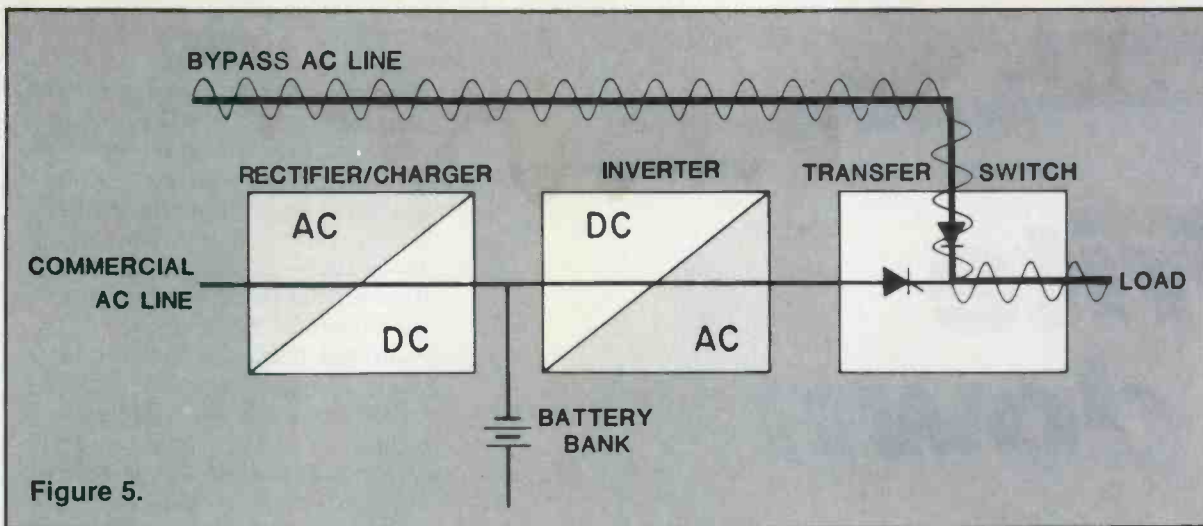 BYPASS AC LINE
RECTIFIER/CHARGER
INVERTER
TRANSFER SWITCH
AC
DC
DC
AC
COMMERCIAL
AC LINE
LOAD
BATTERY
BANK
Figure 5.